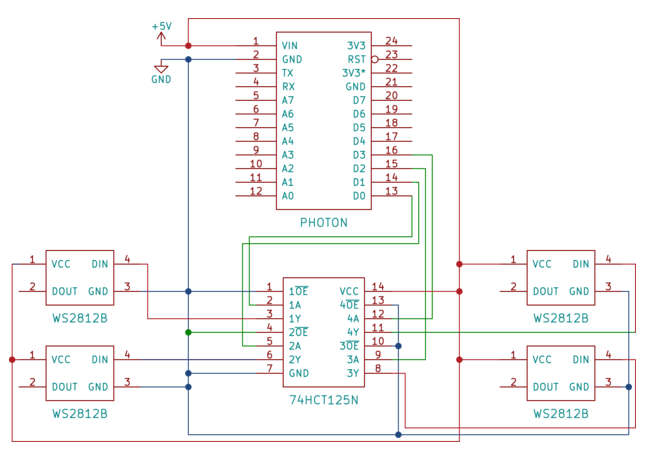 +5V
GND
1 VIN 3V3 24
2 GND RST 23
3 TX 3V3* 22
4 RX GND 21
5 A7 D7 20
6 A6 D6 19
7 A5 D5 18
8 A4 D4 17
9 A3 D3 16
10 A2 D2 15
11 A1 D1 14
12 A0 D0 13
PHOTON
1 VCC DIN 4
2 DOUT GND 3
WS2812B
1 VCC DIN 4
2 DOUT GND 3
WS2812B
1 1OE VCC 14
2 1A 4OE 13
3 1Y 4A 12
4 2OE 4Y 11
5 2A 3OE 10
6 2Y 3A 9
7 GND 3Y 8
74HCT125N
1 VCC DIN 4
2 DOUT GND 3
WS2812B
1 VCC DIN 4
2 DOUT GND 3
WS2812B